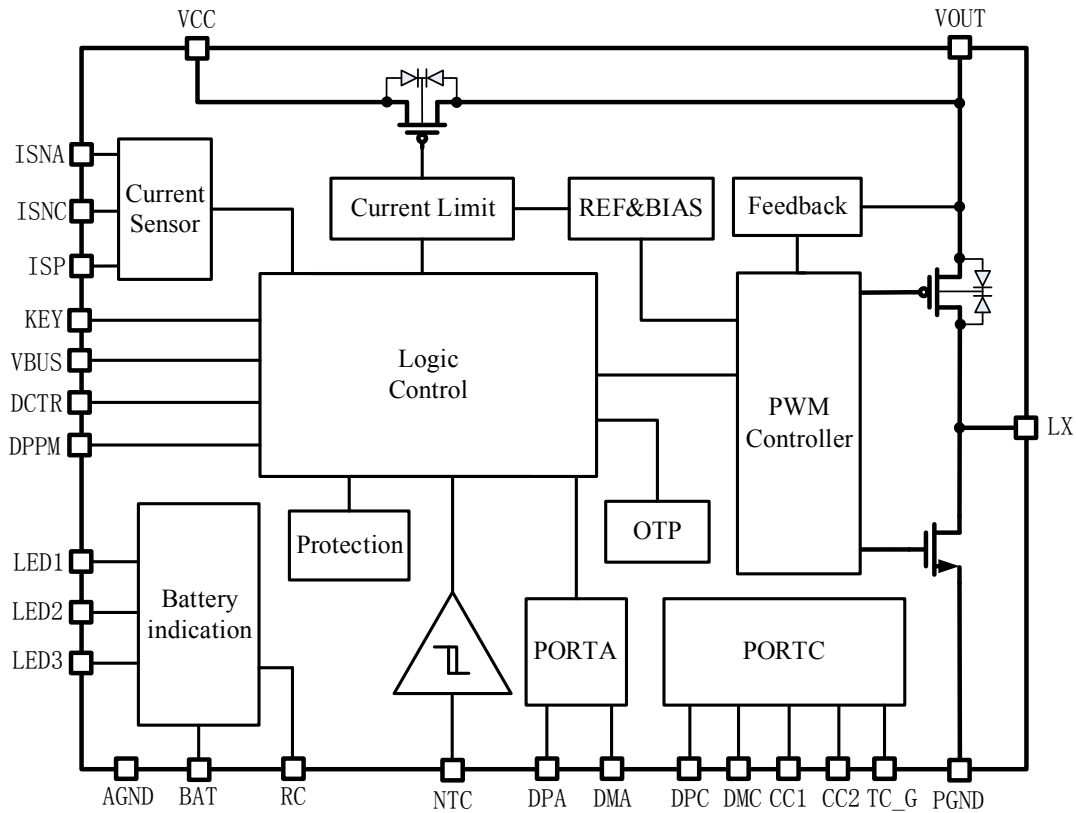 VCC
VOUT
ISNA
ISNC
ISP
Current
Sensor
Current Limit
REF&BIAS
Feedback
KEY
VBUS
DCTR
DPPM
Logic
Control
PWM
Controller
LX
Protection
OTP
LED1
LED2
LED3
Battery
indication
PORTA
PORTC
AGND
BAT
RC
NTC
DPA
DMA
DPC
DMC
CC1
CC2
TC_G
PGND